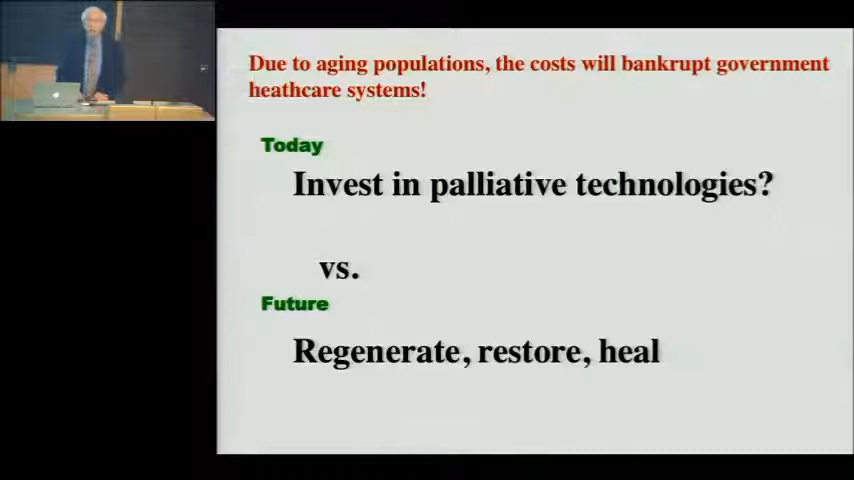 Due to aging populations, the costs will bankrupt government
heathcare systems!
Today
Invest in palliative technologies?
vs.
Future
Regenerate, restore, heal